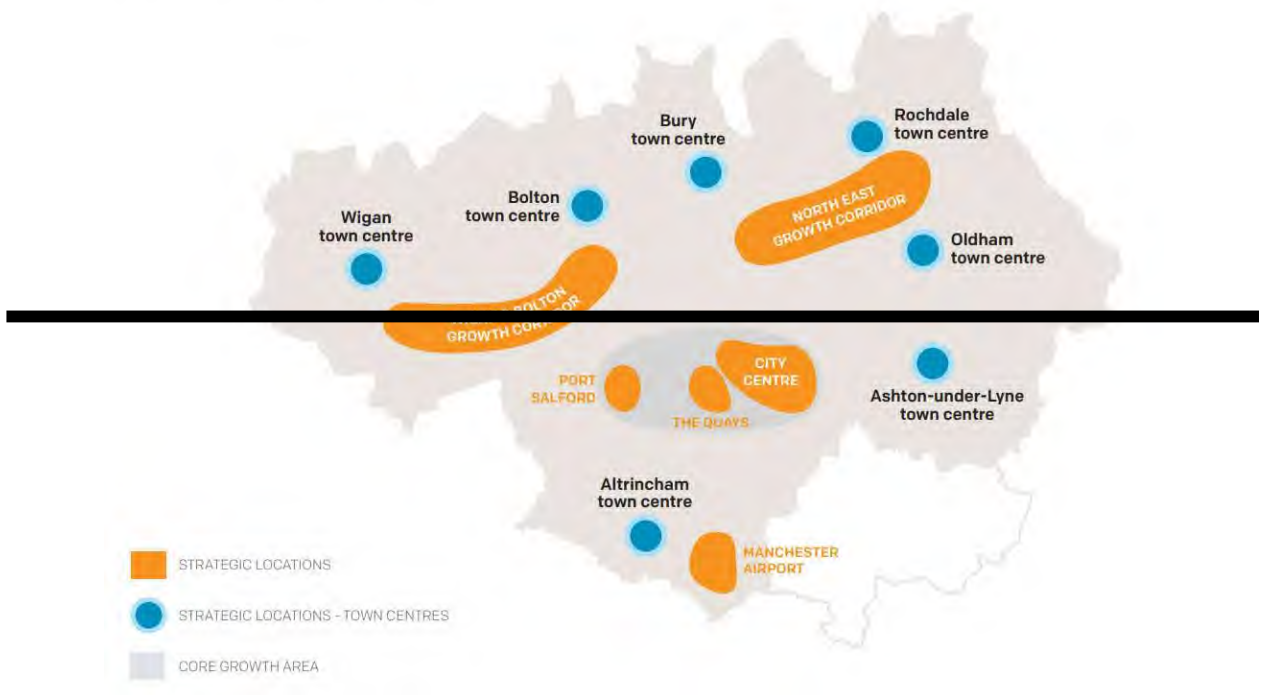 Bury
town centre
Rochdale
town centre
Bolton
town centre
Wigan
town centre
NORTH EAST
GROWTH CORRIDOR
Oldham
town centre
BOLTON
GROWTH CORRIDOR
CITY
CENTRE
PORT
SALFORD
THE QUAYS
Ashton-under-Lyne
town centre
Altrincham
town centre
MANCHESTER
AIRPORT
STRATEGIC LOCATIONS
STRATEGIC LOCATIONS - TOWN CENTRES
CORE GROWTH AREA